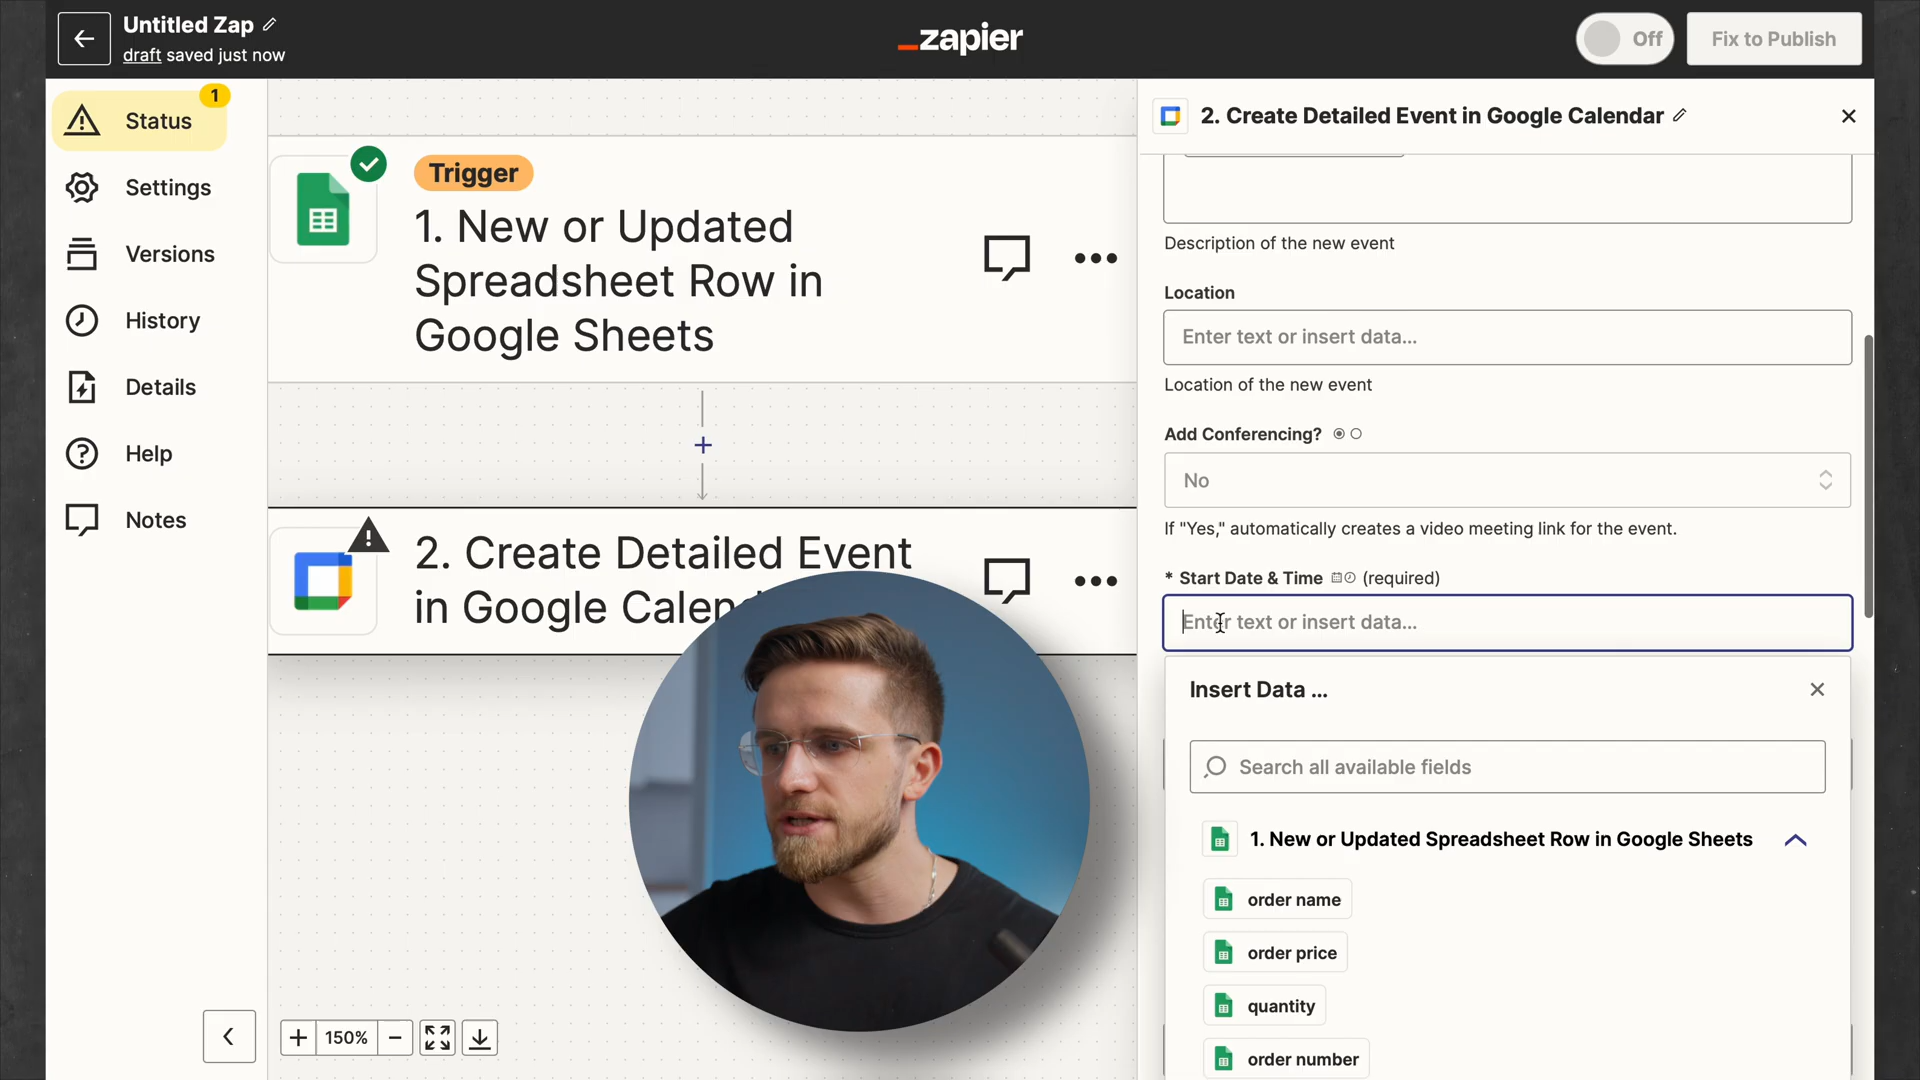 Untitled Zap
draft saved just now
zapier
Off
Fix to Publish
1
Status
Settings
Versions
History
Details
Help
Notes
Trigger
1. New or Updated
Spreadsheet Row in
Google Sheets
2. Create Detailed Event
in Google Calen
150%
2. Create Detailed Event in Google Calendar
Description of the new event
Location
Enter text or insert data...
Location of the new event
Add Conferencing?
No
If "Yes," automatically creates a video meeting link for the event.
* Start Date & Time (required)
Enter text or insert data...
Insert Data ...
Search all available fields
1. New or Updated Spreadsheet Row in Google Sheets
order name
order price
quantity
order number